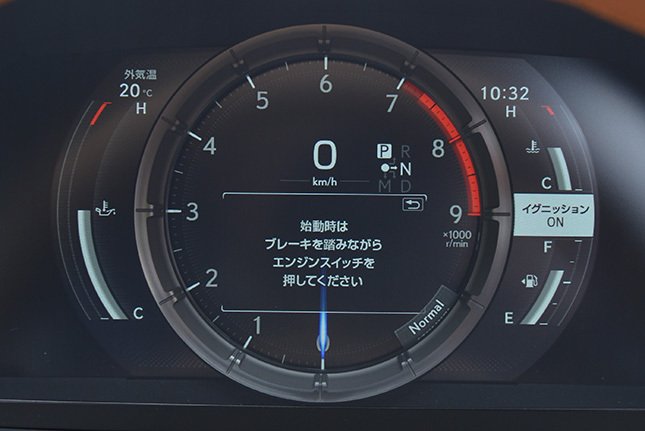 外気温
20℃
H
C
10:32
H
C
イグニッション
ON
F
E
1
2
3
4
5
6
7
8
9
×1000
r/min
0
km/h
P R
N
M D
始動時は
ブレーキを踏みながら
エンジンスイッチを
押してください
Normal